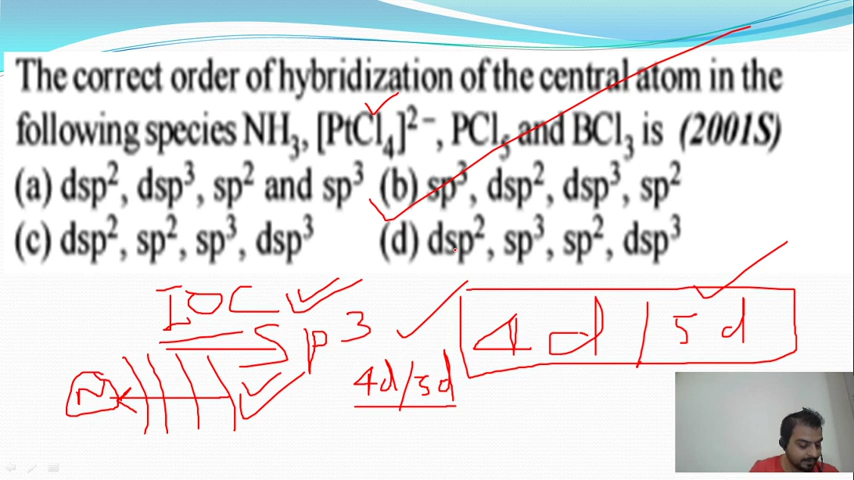 The correct order of hybridization of the central atom in the
following species NH₃, [PtCl₄]²⁻, PCl₅ and BCl₃ is (2001S)
(a) dsp², dsp³, sp² and sp³ (b) sp³, dsp², dsp³, sp²
(c) dsp², sp², sp³, dsp³ (d) dsp², sp³, sp², dsp³
IOC
sp3
4d / 5d
N
4d/5d